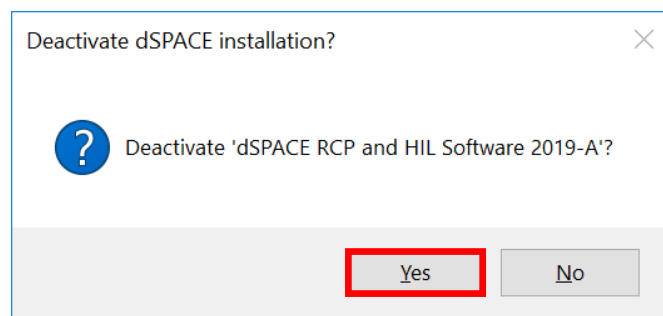 Deactivate dSPACE installation?
Deactivate 'dSPACE RCP and HIL Software 2019-A'?
Yes
No